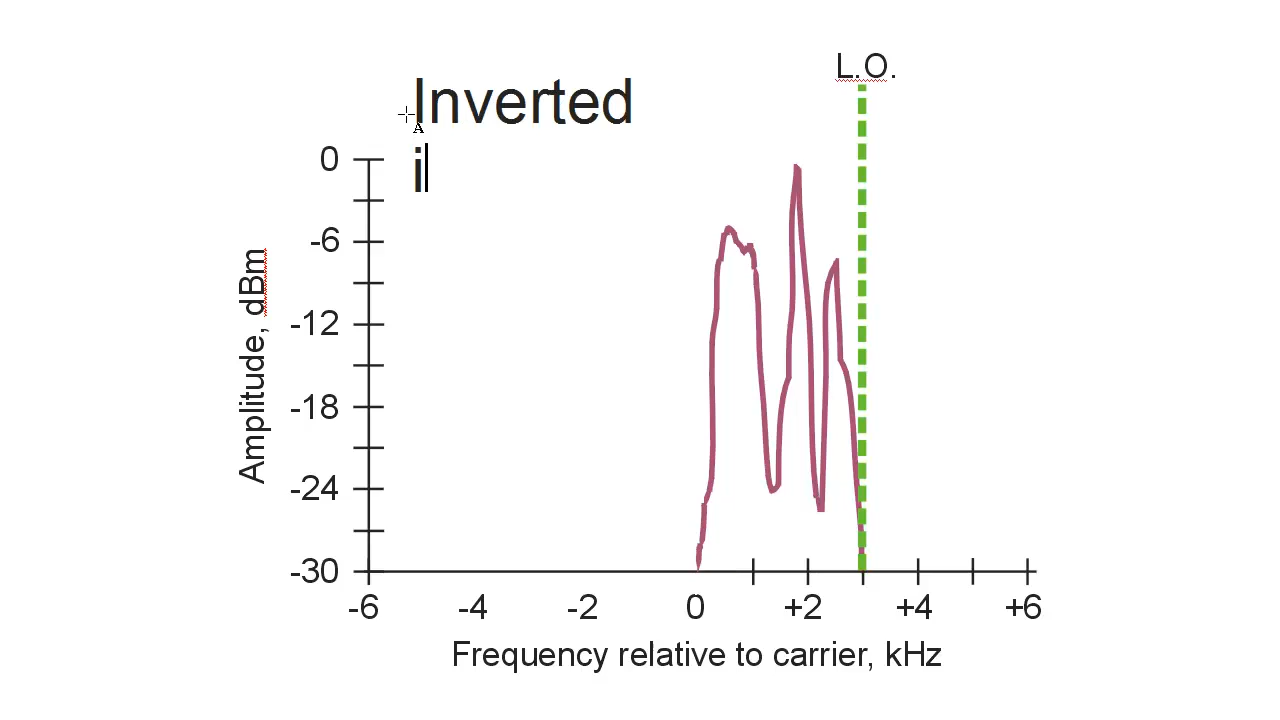 L.O.
Inverted
i
0
-6
-12
-18
-24
-30
Amplitude, dBm
-6 -4 -2 0 +2 +4 +6
Frequency relative to carrier, kHz